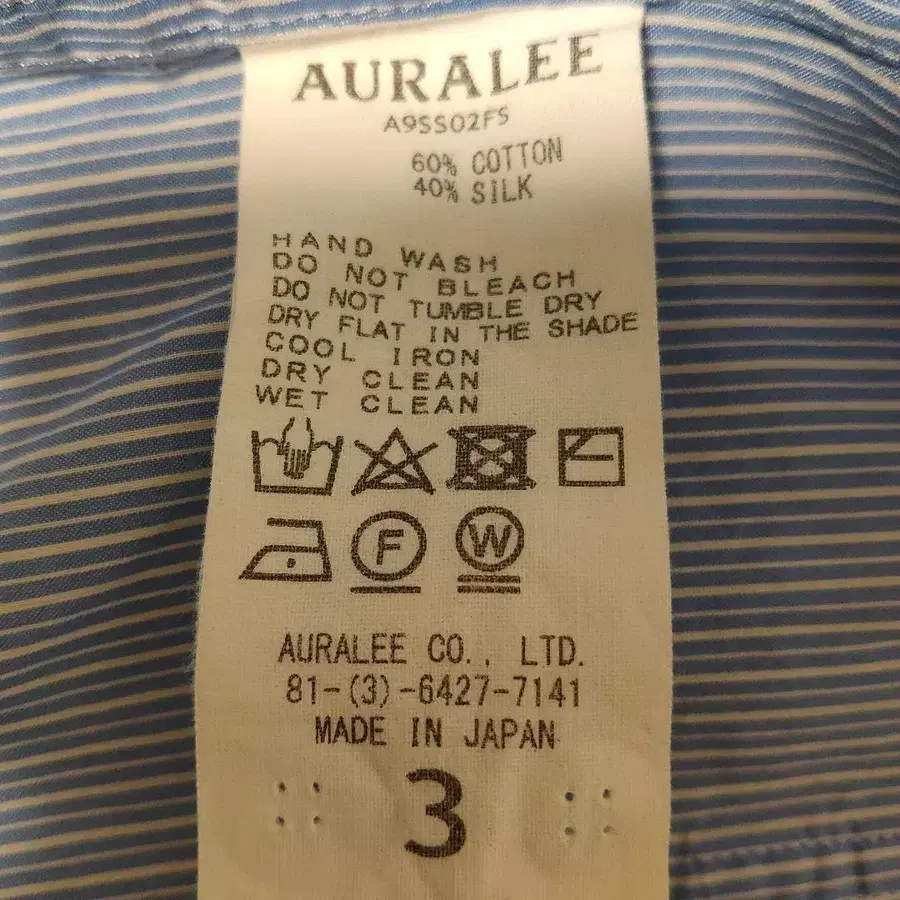 AURALEE
A9SS02FS
60% COTTON
40% SILK
HAND WASH
DO NOT BLEACH
DO NOT TUMBLE DRY
DRY FLAT IN THE SHADE
COOL IRON
DRY CLEAN
WET CLEAN
F W
AURALEE CO., LTD.
81-(3)-6427-7141
MADE IN JAPAN
3